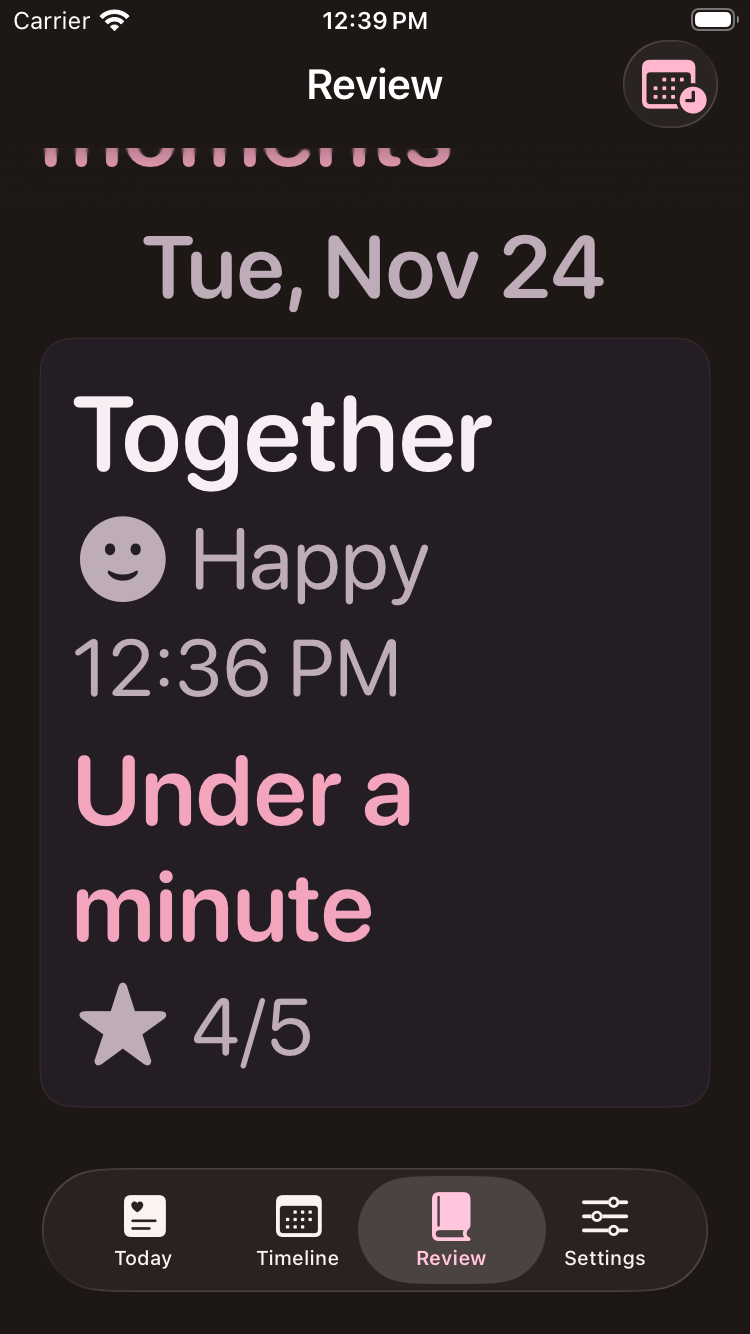 Carrier 12:39 PM
Review
moments
Tue, Nov 24
Together
Happy
12:36 PM
Under a
minute
4/5
Today Timeline Review Settings